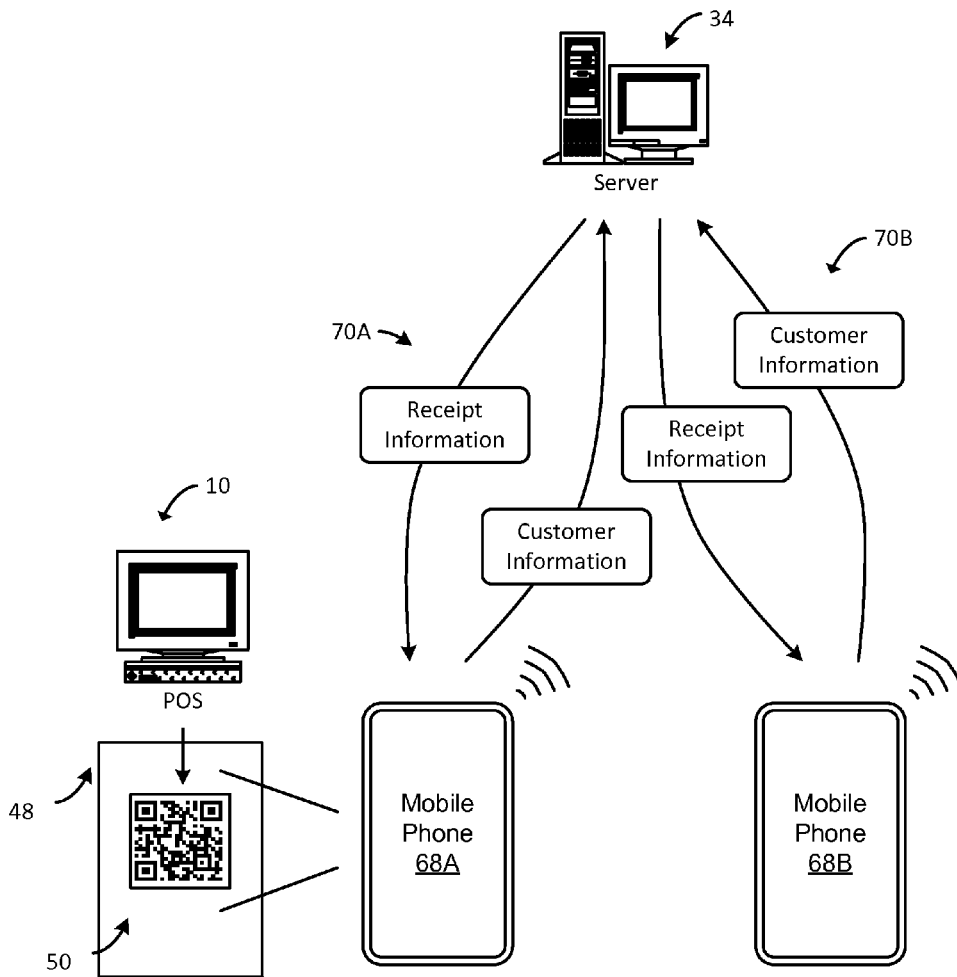 34
Server
70B
70A
Customer
Information
Receipt
Information
Receipt
Information
10
Customer
Information
POS
48
Mobile
Phone
68A
Mobile
Phone
68B
50